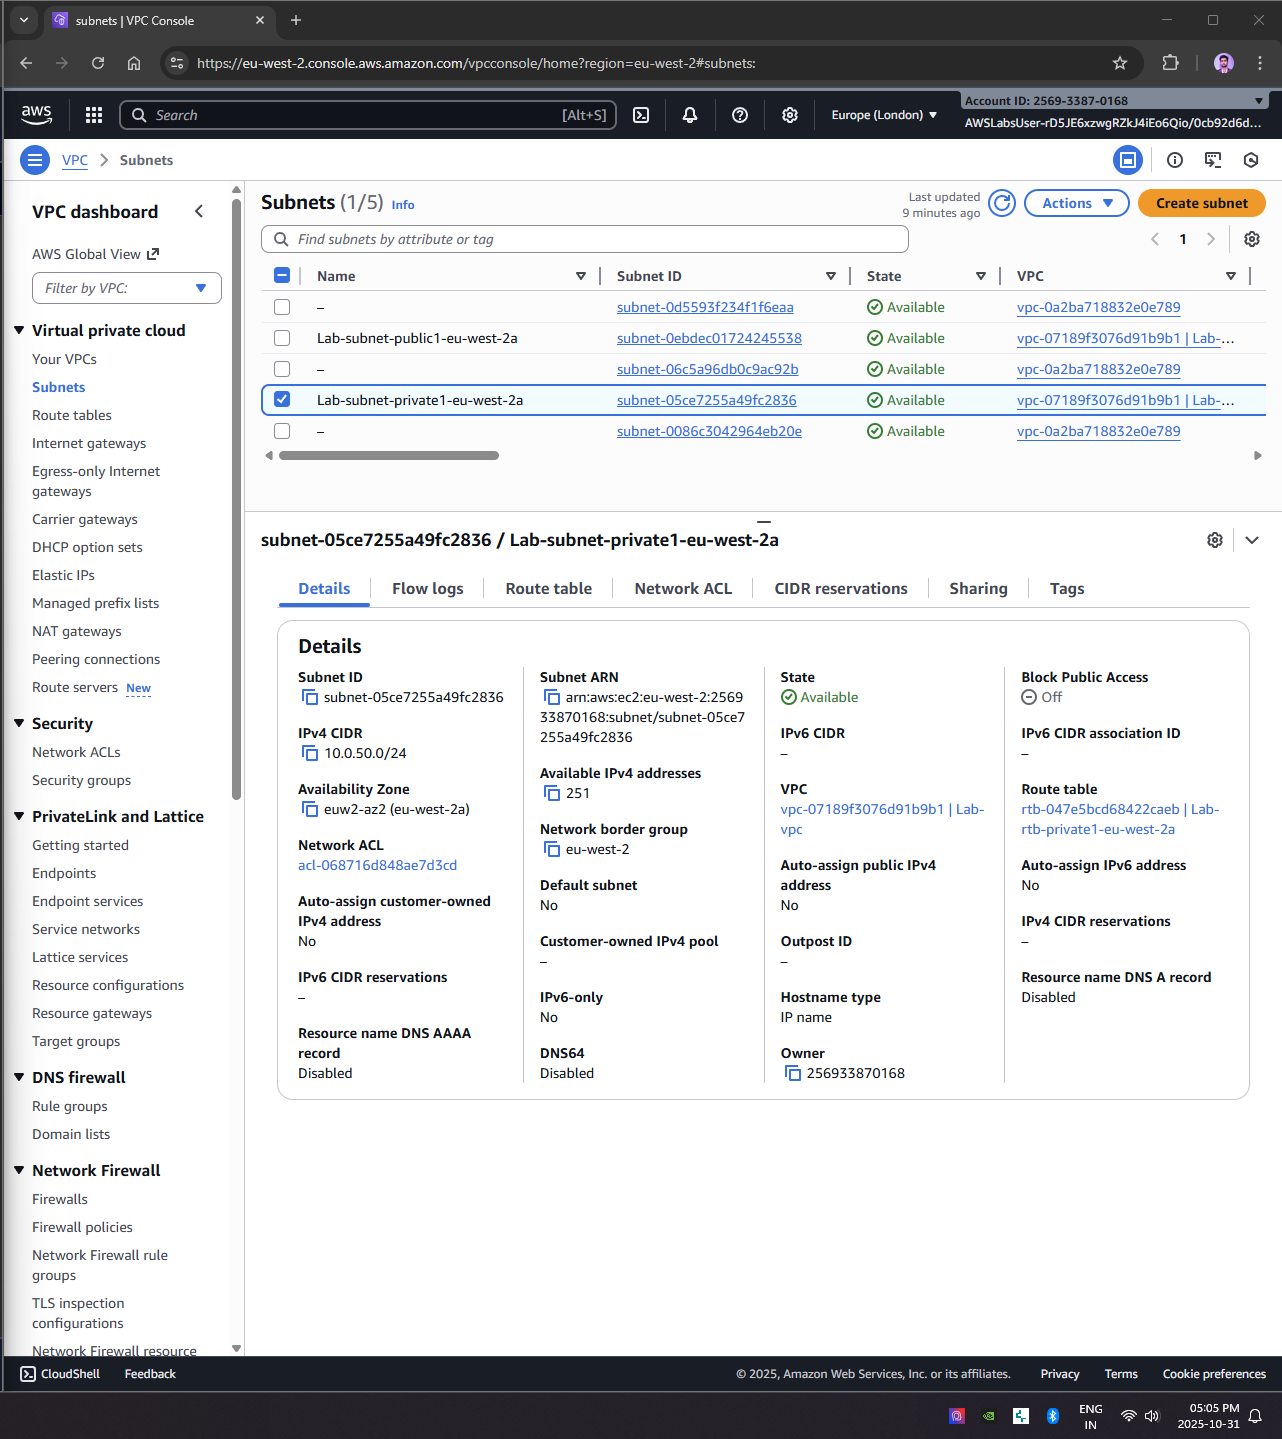 subnets | VPC Console
https://eu-west-2.console.aws.amazon.com/vpcconsole/home?region=eu-west-2#subnets:
aws
Search
[Alt+S]
Europe (London)
Account ID: 2569-3387-0168
AWSLabsUser-rD5JE6xzwgRZkJ4iEo6Qio/0cb92d6d...
VPC
Subnets
VPC dashboard
AWS Global View
Filter by VPC:
Virtual private cloud
Your VPCs
Subnets
Route tables
Internet gateways
Egress-only Internet
gateways
Carrier gateways
DHCP option sets
Elastic IPs
Managed prefix lists
NAT gateways
Peering connections
Route servers New
Security
Network ACLs
Security groups
PrivateLink and Lattice
Getting started
Endpoints
Endpoint services
Service networks
Lattice services
Resource configurations
Resource gateways
Target groups
DNS firewall
Rule groups
Domain lists
Network Firewall
Firewalls
Firewall policies
Network Firewall rule
groups
TLS inspection
configurations
Network Firewall resource
Subnets (1/5) Info
Last updated
9 minutes ago
Actions
Create subnet
Find subnets by attribute or tag
1
Name Subnet ID State VPC
– subnet-0d5593f234f1f6eaa Available vpc-0a2ba718832e0e789
Lab-subnet-public1-eu-west-2a subnet-0ebdec01724245538 Available vpc-07189f3076d91b9b1 | Lab-...
– subnet-06c5a96db0c9ac92b Available vpc-0a2ba718832e0e789
Lab-subnet-private1-eu-west-2a subnet-05ce7255a49fc2836 Available vpc-07189f3076d91b9b1 | Lab-...
– subnet-0086c3042964eb20e Available vpc-0a2ba718832e0e789
subnet-05ce7255a49fc2836 / Lab-subnet-private1-eu-west-2a
Details Flow logs Route table Network ACL CIDR reservations Sharing Tags
Details
Subnet ID
subnet-05ce7255a49fc2836
IPv4 CIDR
10.0.50.0/24
Availability Zone
euw2-az2 (eu-west-2a)
Network ACL
acl-068716d848ae7d3cd
Auto-assign customer-owned
IPv4 address
No
IPv6 CIDR reservations
–
Resource name DNS AAAA
record
Disabled
Subnet ARN
arn:aws:ec2:eu-west-2:2569
33870168:subnet/subnet-05ce7
255a49fc2836
Available IPv4 addresses
251
Network border group
eu-west-2
Default subnet
No
Customer-owned IPv4 pool
–
IPv6-only
No
DNS64
Disabled
State
Available
IPv6 CIDR
–
VPC
vpc-07189f3076d91b9b1 | Lab-
vpc
Auto-assign public IPv4
address
No
Outpost ID
–
Hostname type
IP name
Owner
256933870168
Block Public Access
Off
IPv6 CIDR association ID
–
Route table
rtb-047e5bcd68422caeb | Lab-
rtb-private1-eu-west-2a
Auto-assign IPv6 address
No
IPv4 CIDR reservations
–
Resource name DNS A record
Disabled
CloudShell
Feedback
© 2025, Amazon Web Services, Inc. or its affiliates.
Privacy
Terms
Cookie preferences
ENG
IN
05:05 PM
2025-10-31